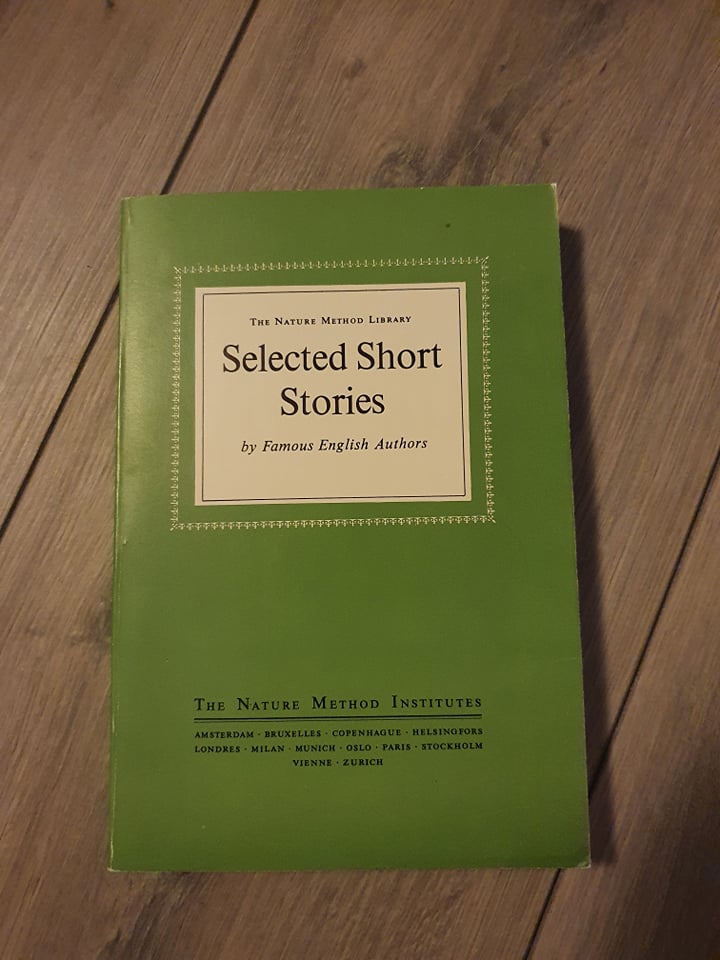 The Nature Method Library
Selected Short
Stories
by Famous English Authors
The Nature Method Institutes
AMSTERDAM · BRUXELLES · COPENHAGUE · HELSINGFORS
LONDRES · MILAN · MUNICH · OSLO · PARIS · STOCKHOLM
VIENNE · ZURICH